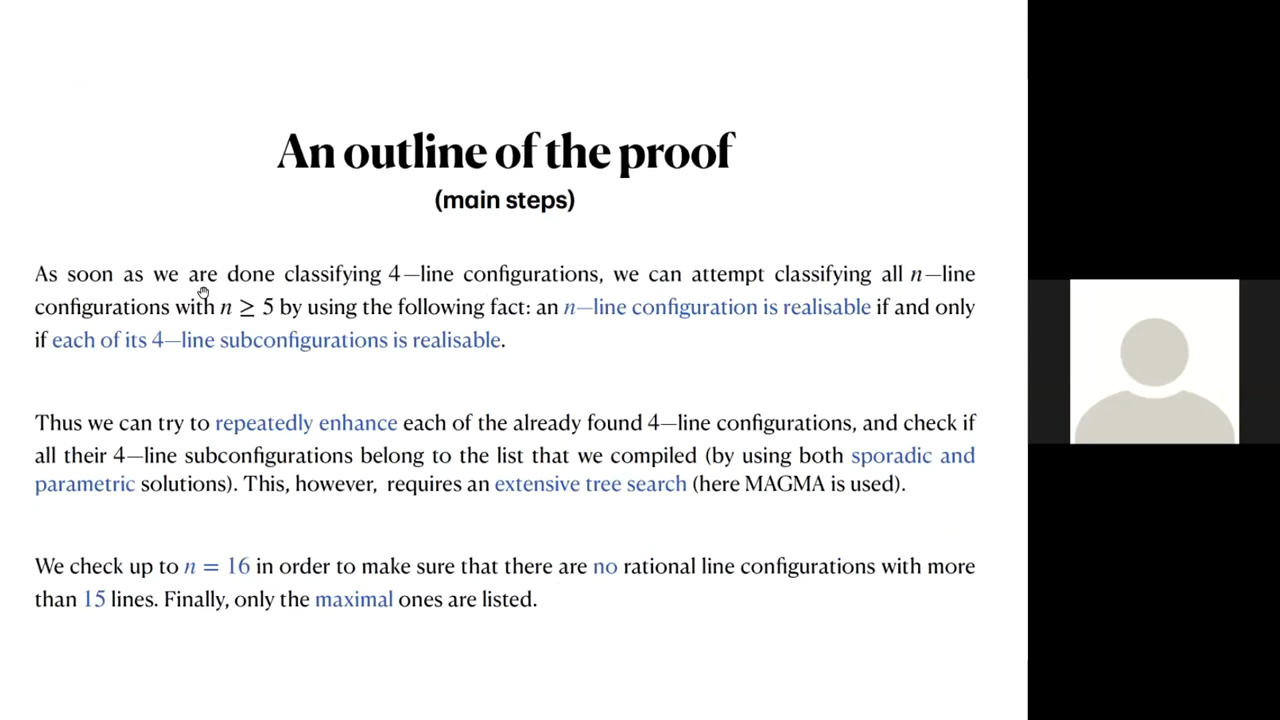 An outline of the proof
(main steps)
As soon as we are done classifying 4—line configurations, we can attempt classifying all n—line
configurations with n ≥ 5 by using the following fact: an n—line configuration is realisable if and only
if each of its 4—line subconfigurations is realisable.
Thus we can try to repeatedly enhance each of the already found 4—line configurations, and check if
all their 4—line subconfigurations belong to the list that we compiled (by using both sporadic and
parametric solutions). This, however, requires an extensive tree search (here MAGMA is used).
We check up to n = 16 in order to make sure that there are no rational line configurations with more
than 15 lines. Finally, only the maximal ones are listed.